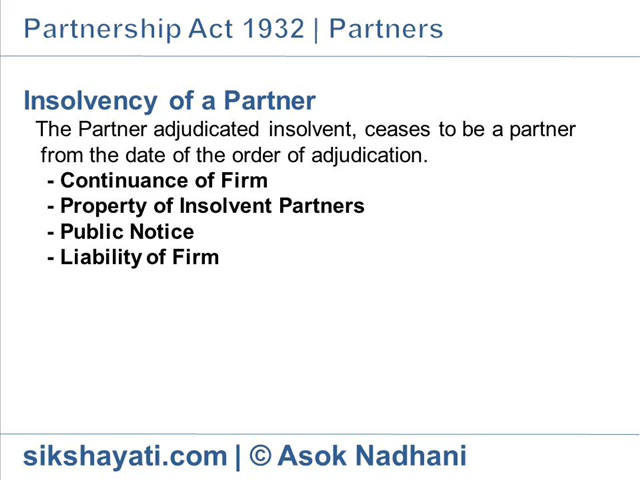 Partnership Act 1932 | Partners
Insolvency of a Partner
The Partner adjudicated insolvent, ceases to be a partner
from the date of the order of adjudication.
- Continuance of Firm
- Property of Insolvent Partners
- Public Notice
- Liability of Firm
sikshayati.com | © Asok Nadhani